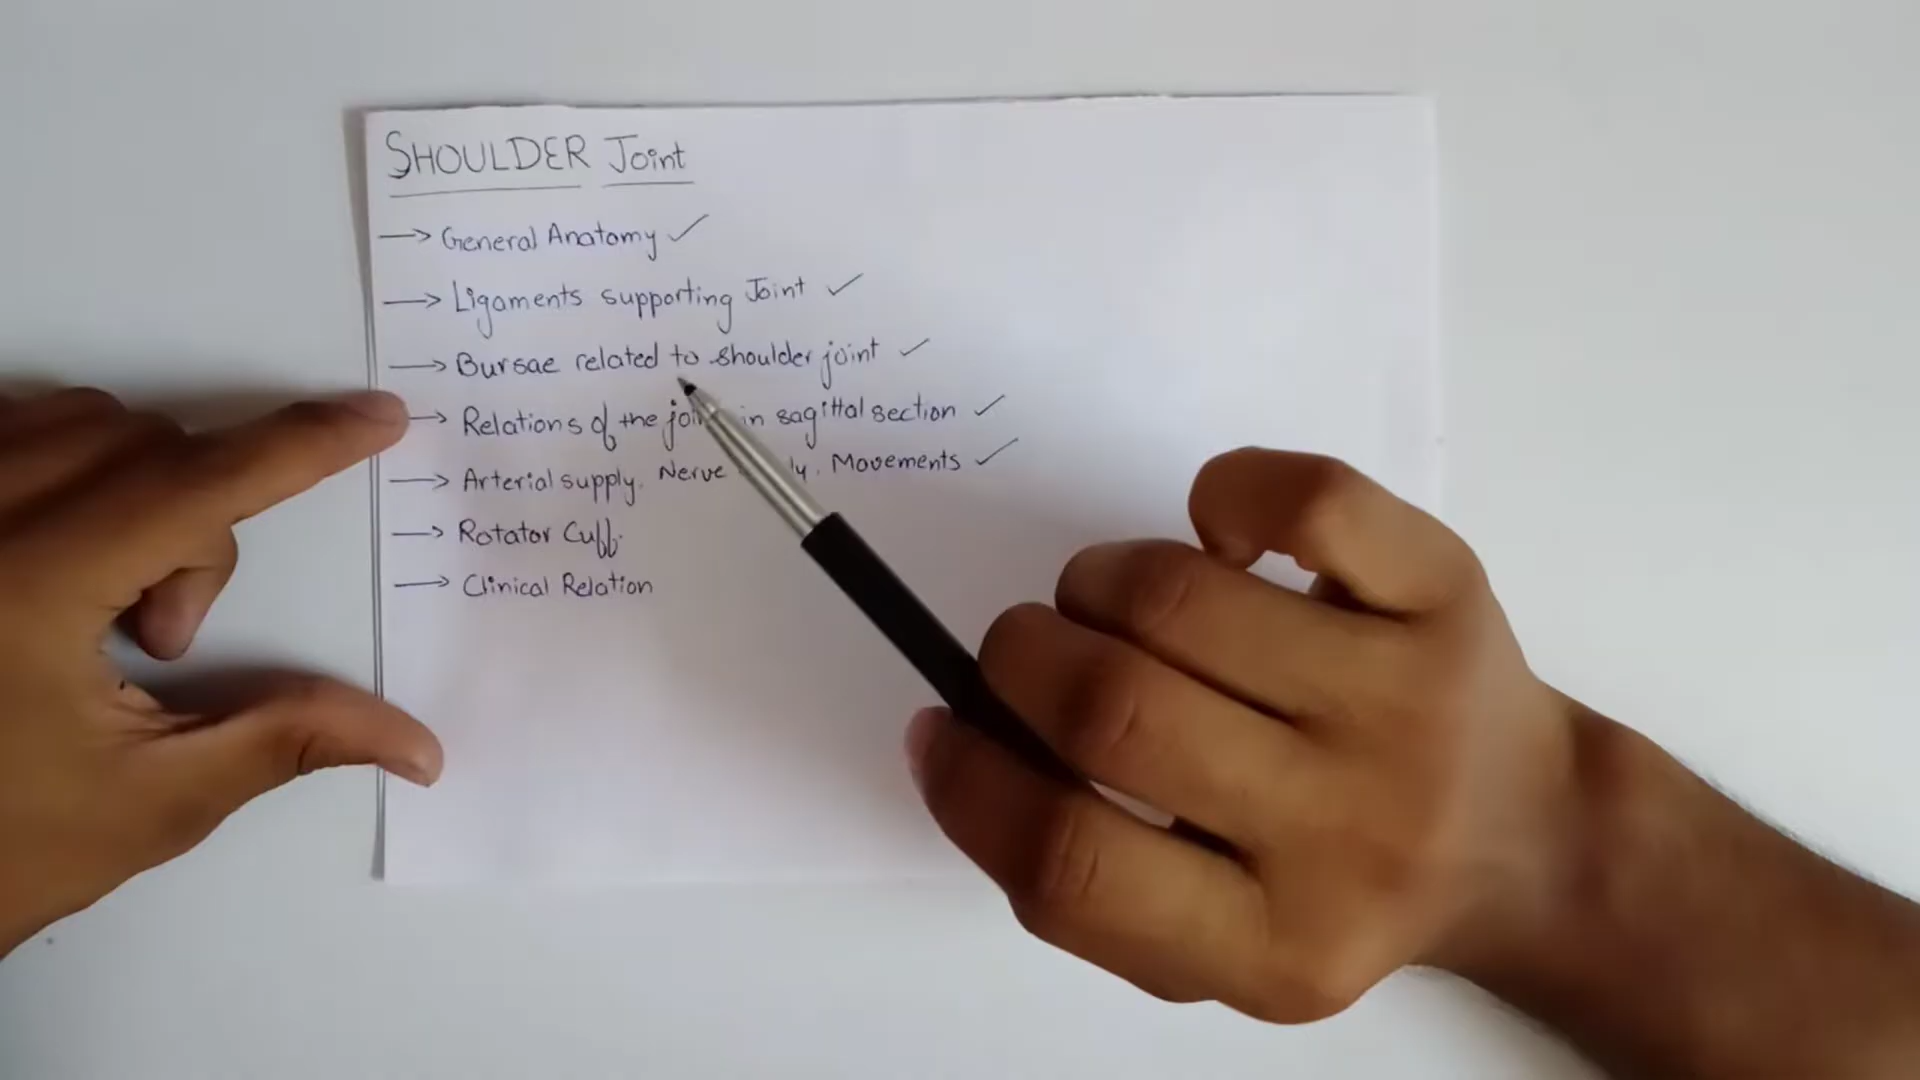 SHOULDER Joint
→ General Anatomy ✓
→ Ligaments supporting Joint ✓
→ Bursae related to shoulder joint ✓
→ Relations of the in sagittal section ✓
→ Arterial supply. Nerve Movements ✓
→ Rotator Cuff.
→ Clinical Relation